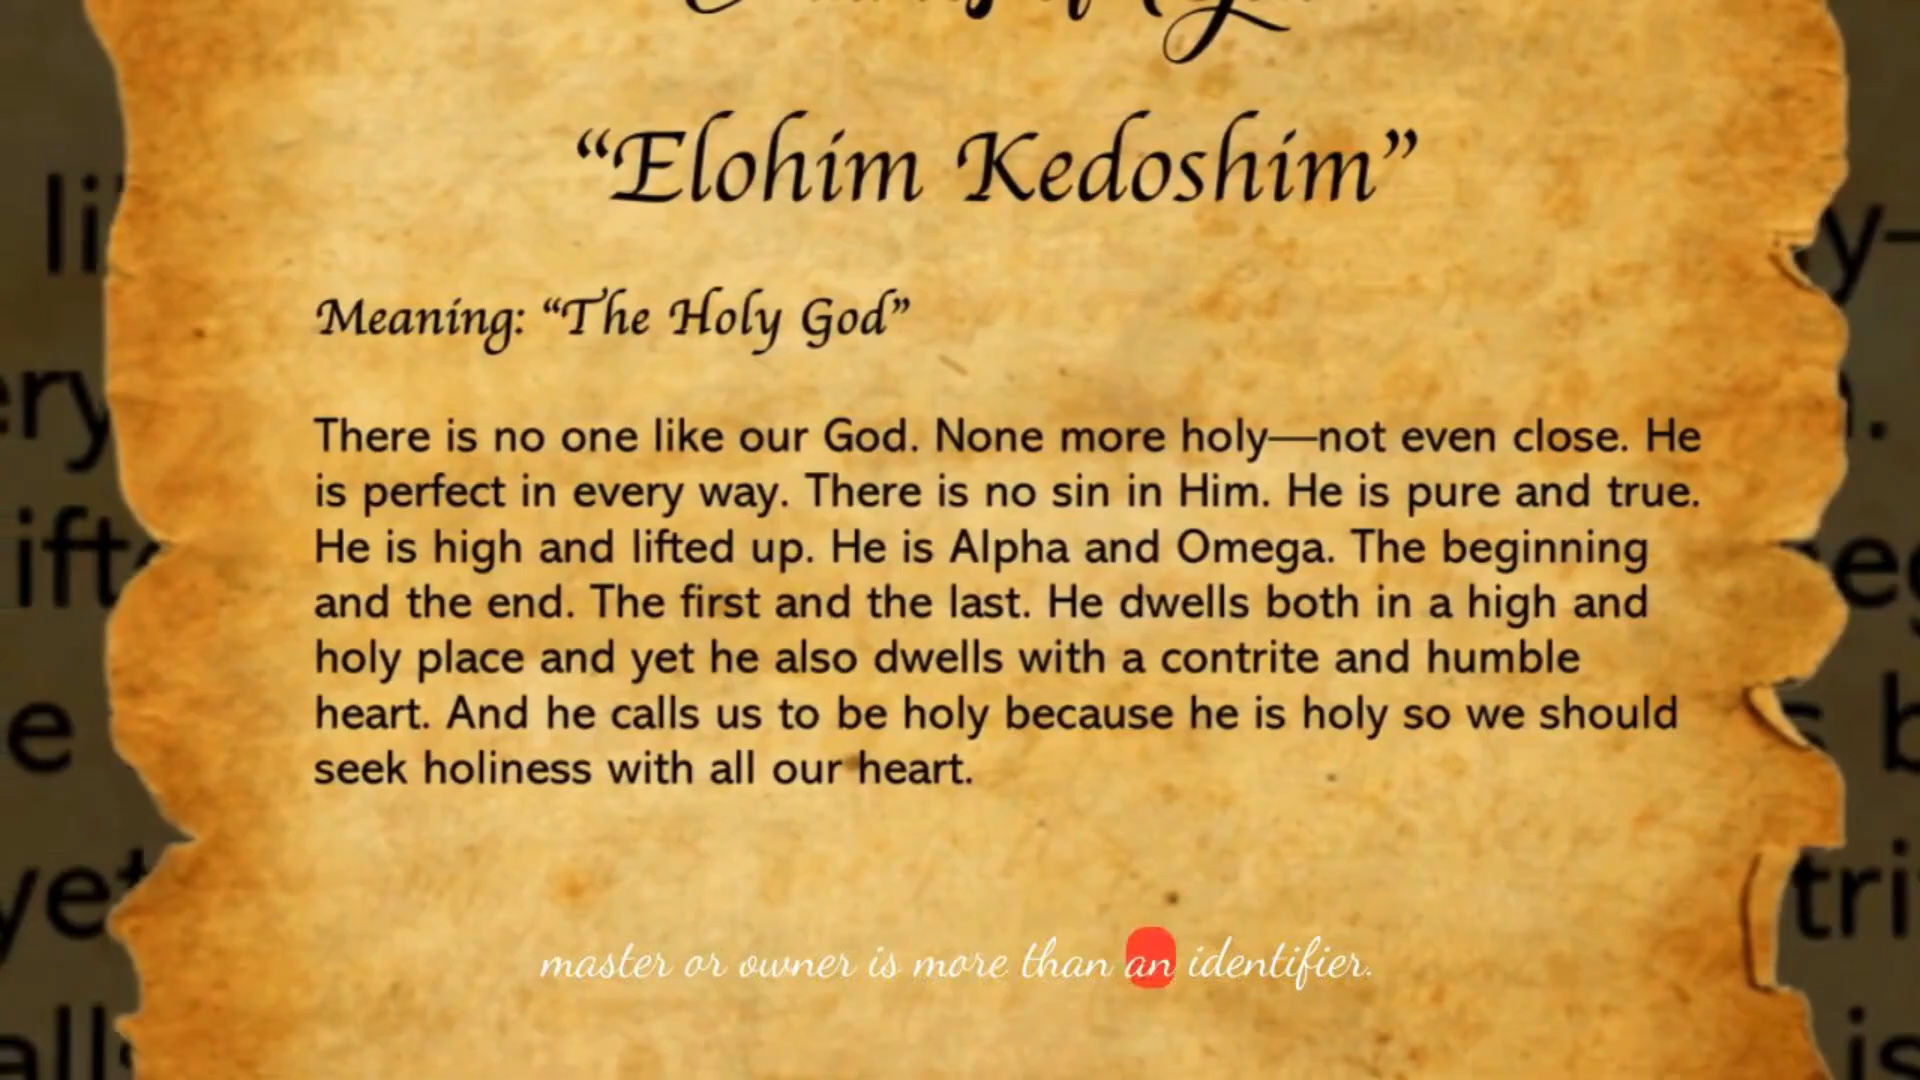 “Elohim Kedoshim”
Meaning: “The Holy God”
There is no one like our God. None more holy—not even close. He
is perfect in every way. There is no sin in Him. He is pure and true.
He is high and lifted up. He is Alpha and Omega. The beginning
and the end. The first and the last. He dwells both in a high and
holy place and yet he also dwells with a contrite and humble
heart. And he calls us to be holy because he is holy so we should
seek holiness with all our heart.
master or owner is more than an identifier.